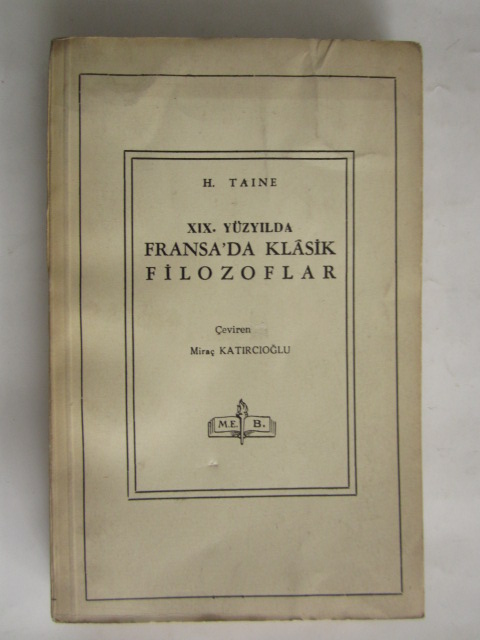 H. TAINE
XIX. YÜZYILDA
FRANSA'DA KLÂSİK
FİLOZOFLAR
Çeviren
Miraç KATIRCIOĞLU
M.E. B.